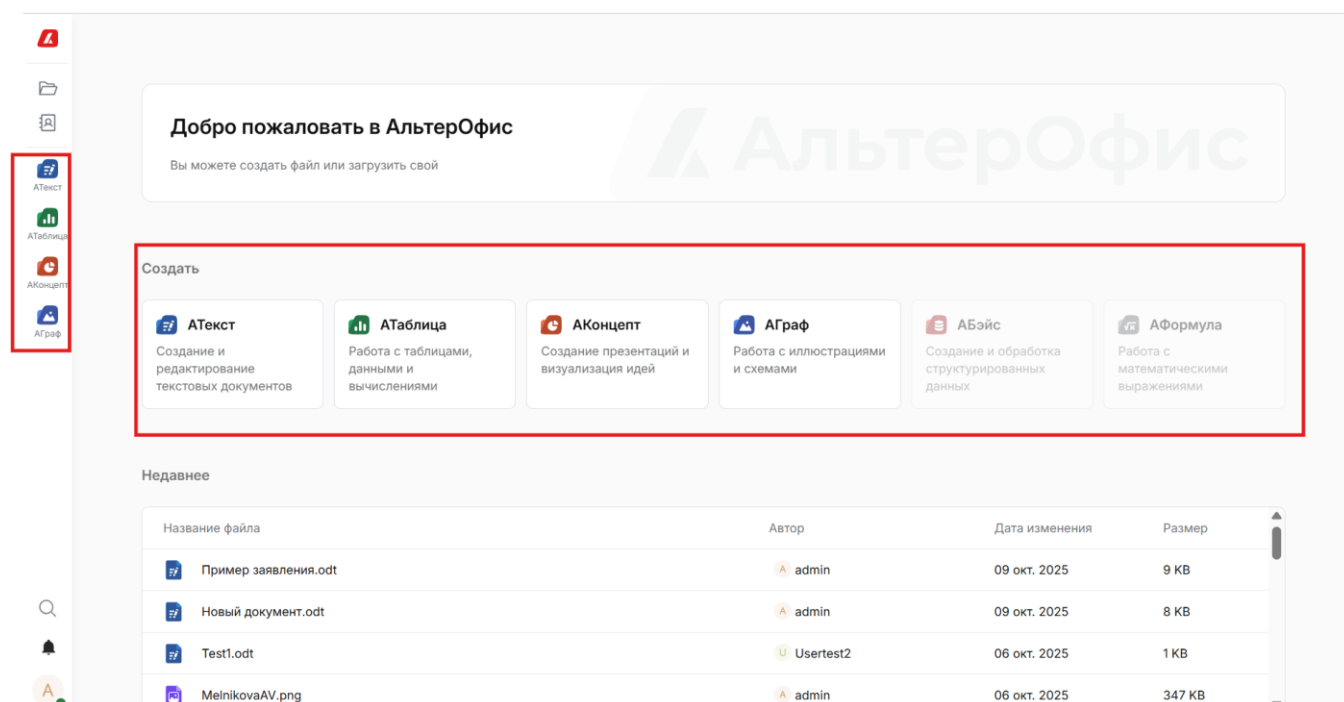 Добро пожаловать в АльтерОфис
Вы можете создать файл или загрузить свой
АльтерОфис
АТекст
АТаблица
АКонцепт
АГраф
Создать
АТекст
Создание и
редактирование
текстовых документов
АТаблица
Работа с таблицами,
данными и
вычислениями
АКонцепт
Создание презентаций и
визуализация идей
АГраф
Работа с иллюстрациями
и схемами
АБэйс
Создание и обработка
структурированных
данных
АФормула
Работа с
математическими
выражениями
Недавнее
Название файла Автор Дата изменения Размер
Пример заявления.odt A admin 09 окт. 2025 9 KB
Новый документ.odt A admin 09 окт. 2025 8 KB
Test1.odt U Usertest2 06 окт. 2025 1 KB
MelnikovaAV.png A admin 06 окт. 2025 347 KB
A